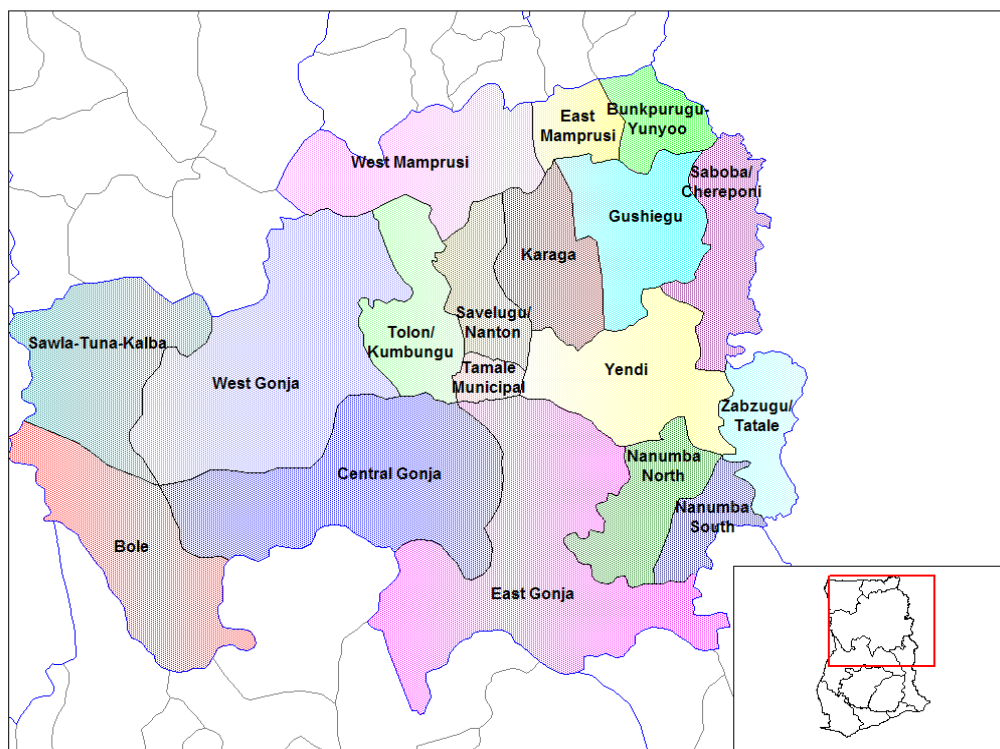 Bunkpurugu-
Yunyoo
East
Mamprusi
West Mamprusi
Saboba/
Chereponi
Gushiegu
Karaga
Savelugu/
Nanton
Tolon/
Kumbungu
Sawla-Tuna-Kalba
West Gonja
Tamale
Municipal
Yendi
Zabzugu/
Tatale
Nanumba
North
Central Gonja
Nanumba
South
Bole
East Gonja